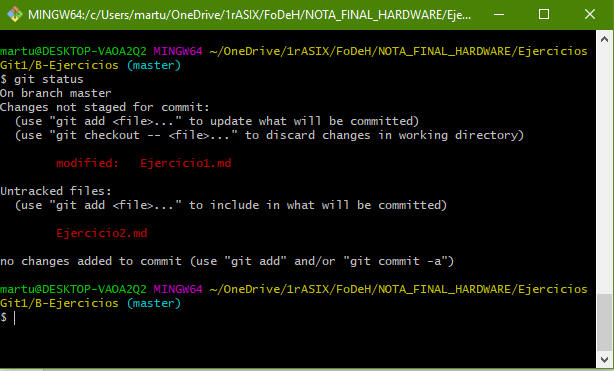 MINGW64:/c/Users/martu/OneDrive/1rASIX/FoDeH/NOTA_FINAL_HARDWARE/Eje...
martu@DESKTOP-VAOA2Q2 MINGW64 ~/OneDrive/1rASIX/FoDeH/NOTA_FINAL_HARDWARE/Ejercicios
Git1/B-Ejercicios (master)
$ git status
On branch master
Changes not staged for commit:
  (use "git add <file>..." to update what will be committed)
  (use "git checkout -- <file>..." to discard changes in working directory)
        modified:   Ejercicio1.md
Untracked files:
  (use "git add <file>..." to include in what will be committed)
        Ejercicio2.md
no changes added to commit (use "git add" and/or "git commit -a")
martu@DESKTOP-VAOA2Q2 MINGW64 ~/OneDrive/1rASIX/FoDeH/NOTA_FINAL_HARDWARE/Ejercicios
Git1/B-Ejercicios (master)
$